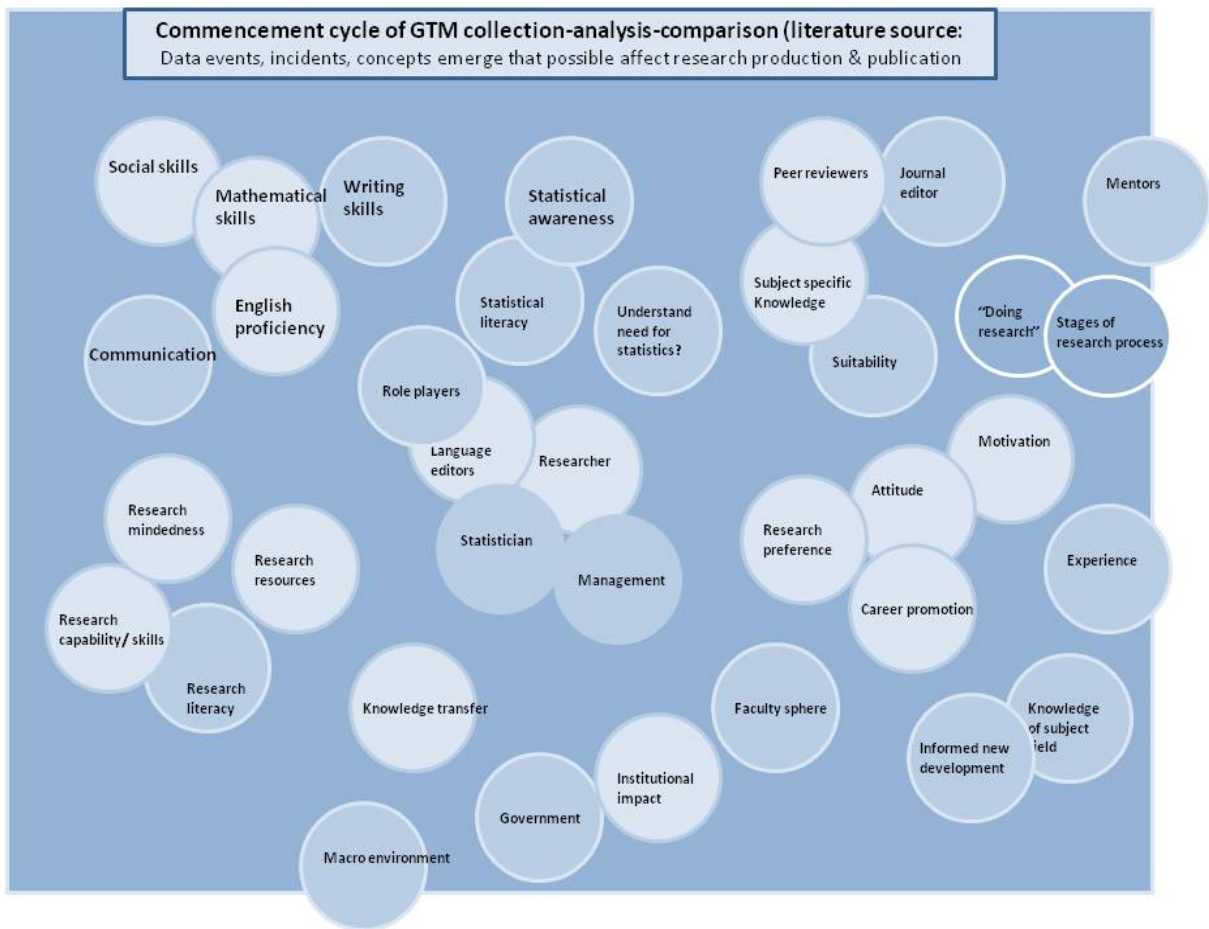 Commencement cycle of GTM collection-analysis-comparison (literature source:
Data events, incidents, concepts emerge that possible affect research production & publication
Social skills
Mathematical
skills
Writing
skills
English
proficiency
Communication
Statistical
awareness
Statistical
literacy
Understand
need for
statistics?
Peer reviewers
Journal
editor
Mentors
Subject specific
Knowledge
Suitability
“Doing
research”
Stages of
research process
Role players
Language
editors
Researcher
Statistician
Management
Motivation
Attitude
Research
preference
Career promotion
Experience
Research
mindedness
Research
resources
Research
capability/ skills
Research
literacy
Knowledge transfer
Faculty sphere
Institutional
impact
Government
Macro environment
Knowledge
of subject
field
Informed new
development